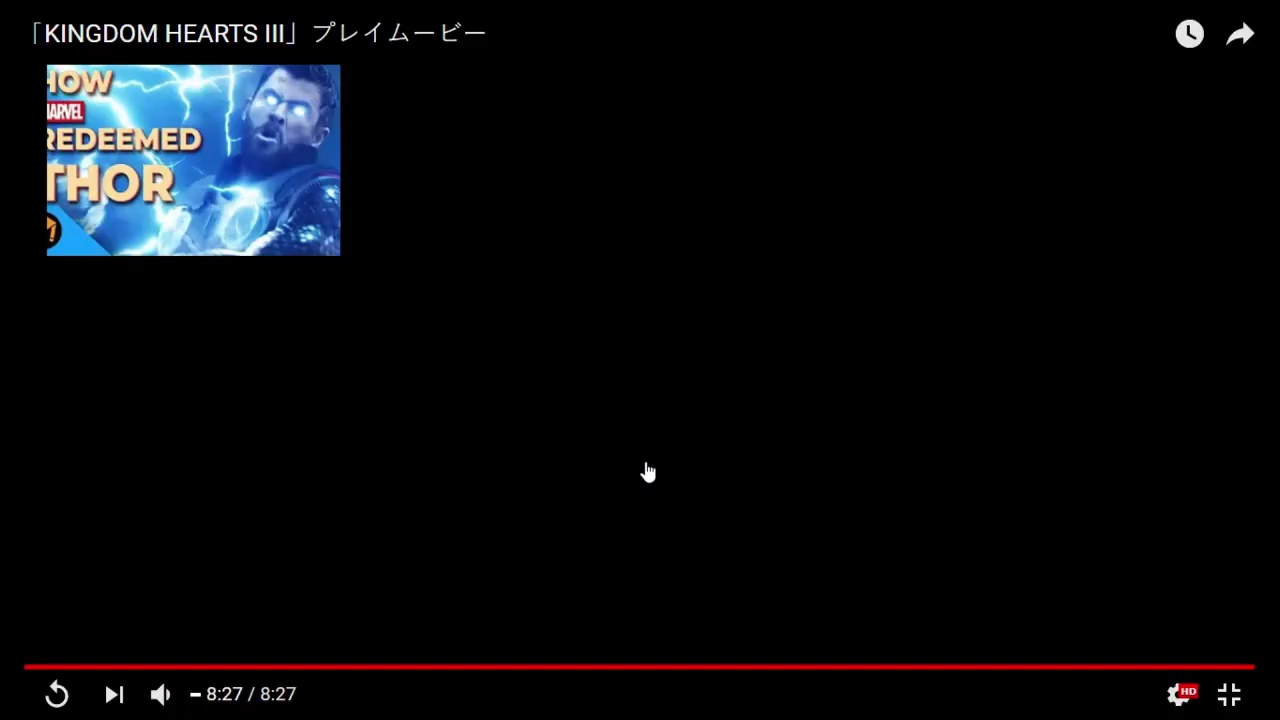 「KINGDOM HEARTS III」プレイムービー
HOW
MARVEL
REDEEMED
THOR
8:27 / 8:27
HD